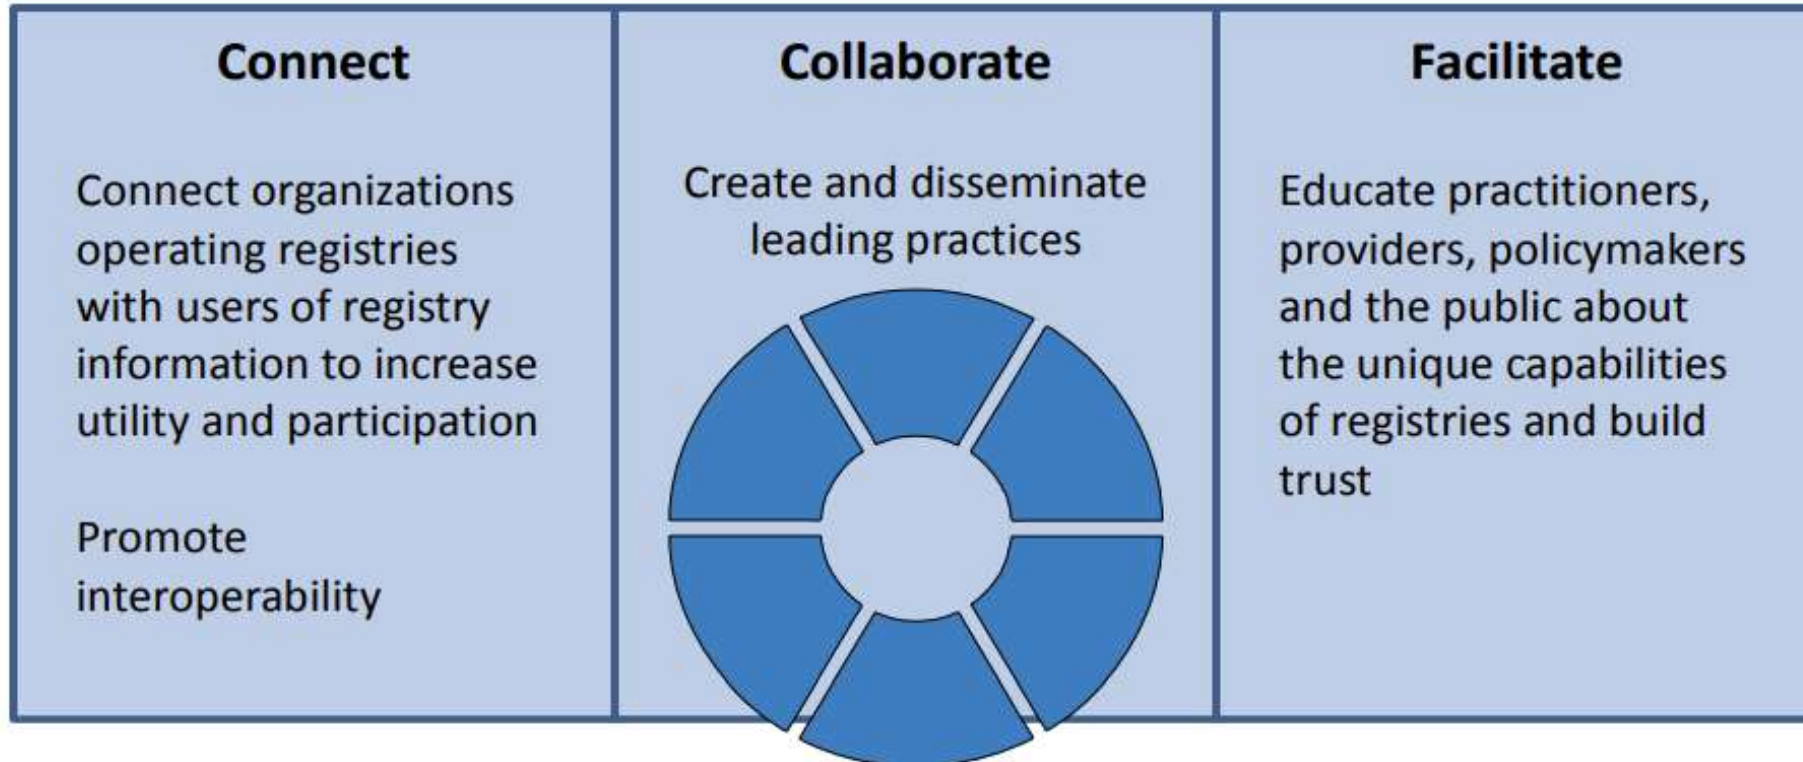 Connect
Connect organizations
operating registries
with users of registry
information to increase
utility and participation
Promote
interoperability
Collaborate
Create and disseminate
leading practices
Facilitate
Educate practitioners,
providers, policymakers
and the public about
the unique capabilities
of registries and build
trust